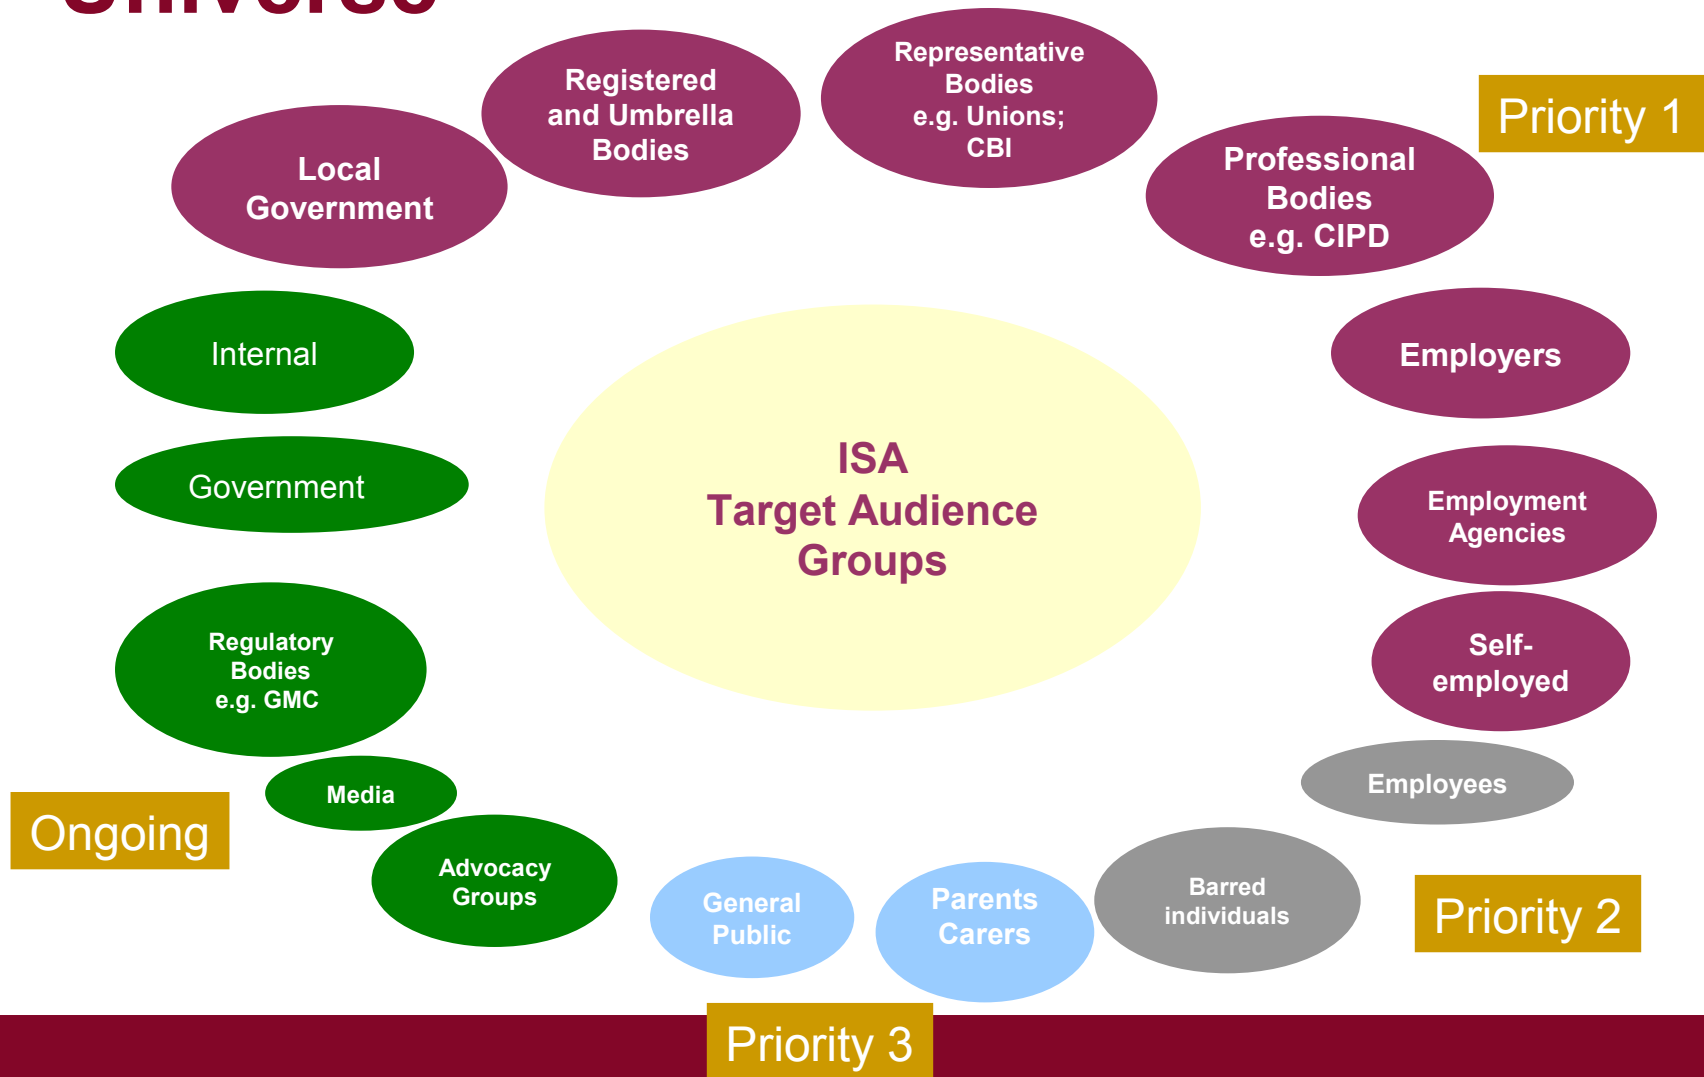 Universe
Representative
Bodies
e.g. Unions;
CBI
Registered
and Umbrella
Bodies
Priority 1
Professional
Bodies
e.g. CIPD
Local
Government
Internal
Employers
ISA
Target Audience
Groups
Government
Employment
Agencies
Regulatory
Bodies
e.g. GMC
Self-
employed
Media
Employees
Ongoing
Advocacy
Groups
General
Public
Parents
Carers
Barred
individuals
Priority 2
Priority 3